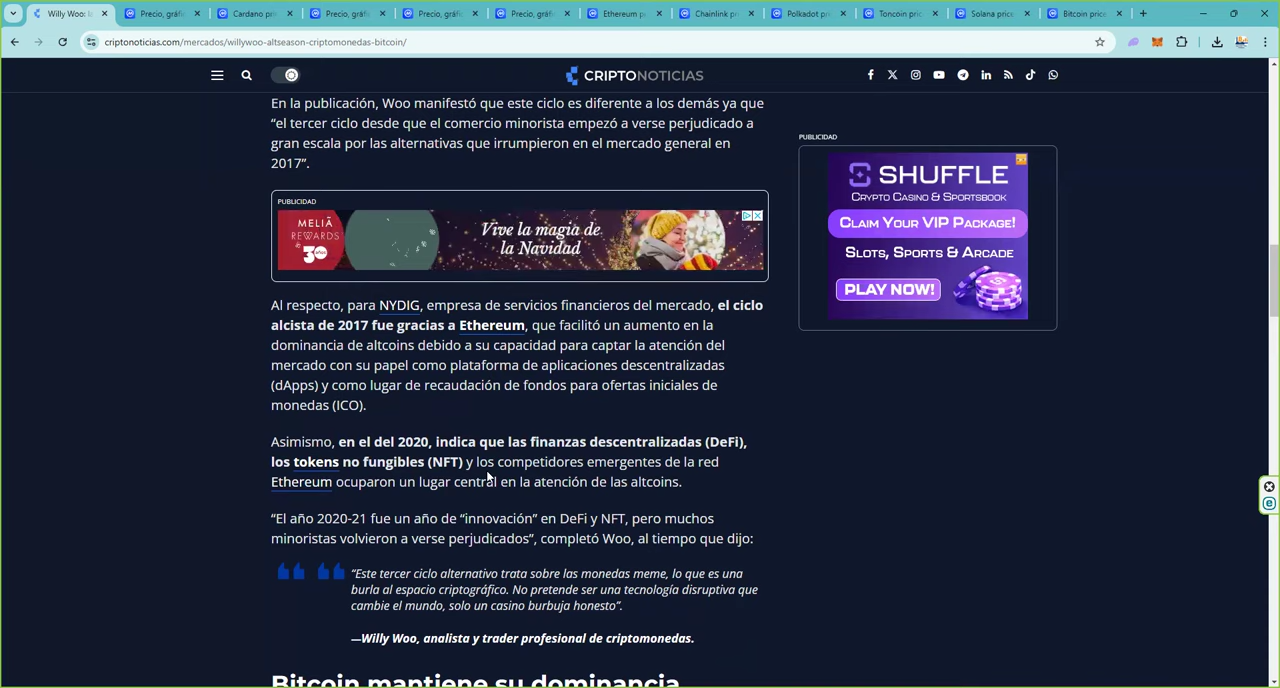 Willy Woo: l
Precio, gráfi
Cardano pri
Precio, gráfi
Precio, gráfi
Precio, gráfi
Ethereum p
Chainlink pr
Polkadot pr
Toncoin pric
Solana price
Bitcoin price
criptonoticias.com/mercados/willywoo-altseason-criptomonedas-bitcoin/
CRIPTONOTICIAS
En la publicación, Woo manifestó que este ciclo es diferente a los demás ya que
“el tercer ciclo desde que el comercio minorista empezó a verse perjudicado a
gran escala por las alternativas que irrumpieron en el mercado general en
2017”.
PUBLICIDAD
MELIÁ
REWARDS
30
Vive la magia de
la Navidad
Al respecto, para NYDIG, empresa de servicios financieros del mercado, el ciclo
alcista de 2017 fue gracias a Ethereum, que facilitó un aumento en la
dominancia de altcoins debido a su capacidad para captar la atención del
mercado con su papel como plataforma de aplicaciones descentralizadas
(dApps) y como lugar de recaudación de fondos para ofertas iniciales de
monedas (ICO).
Asimismo, en el del 2020, indica que las finanzas descentralizadas (DeFi),
los tokens no fungibles (NFT) y los competidores emergentes de la red
Ethereum ocuparon un lugar central en la atención de las altcoins.
“El año 2020-21 fue un año de “innovación” en DeFi y NFT, pero muchos
minoristas volvieron a verse perjudicados”, completó Woo, al tiempo que dijo:
“Este tercer ciclo alternativo trata sobre las monedas meme, lo que es una
burla al espacio criptográfico. No pretende ser una tecnología disruptiva que
cambie el mundo, solo un casino burbuja honesto”.
—Willy Woo, analista y trader profesional de criptomonedas.
Bitcoin mantiene su dominancia
PUBLICIDAD
SHUFFLE
CRYPTO CASINO & SPORTSBOOK
CLAIM YOUR VIP PACKAGE!
SLOTS, SPORTS & ARCADE
PLAY NOW!